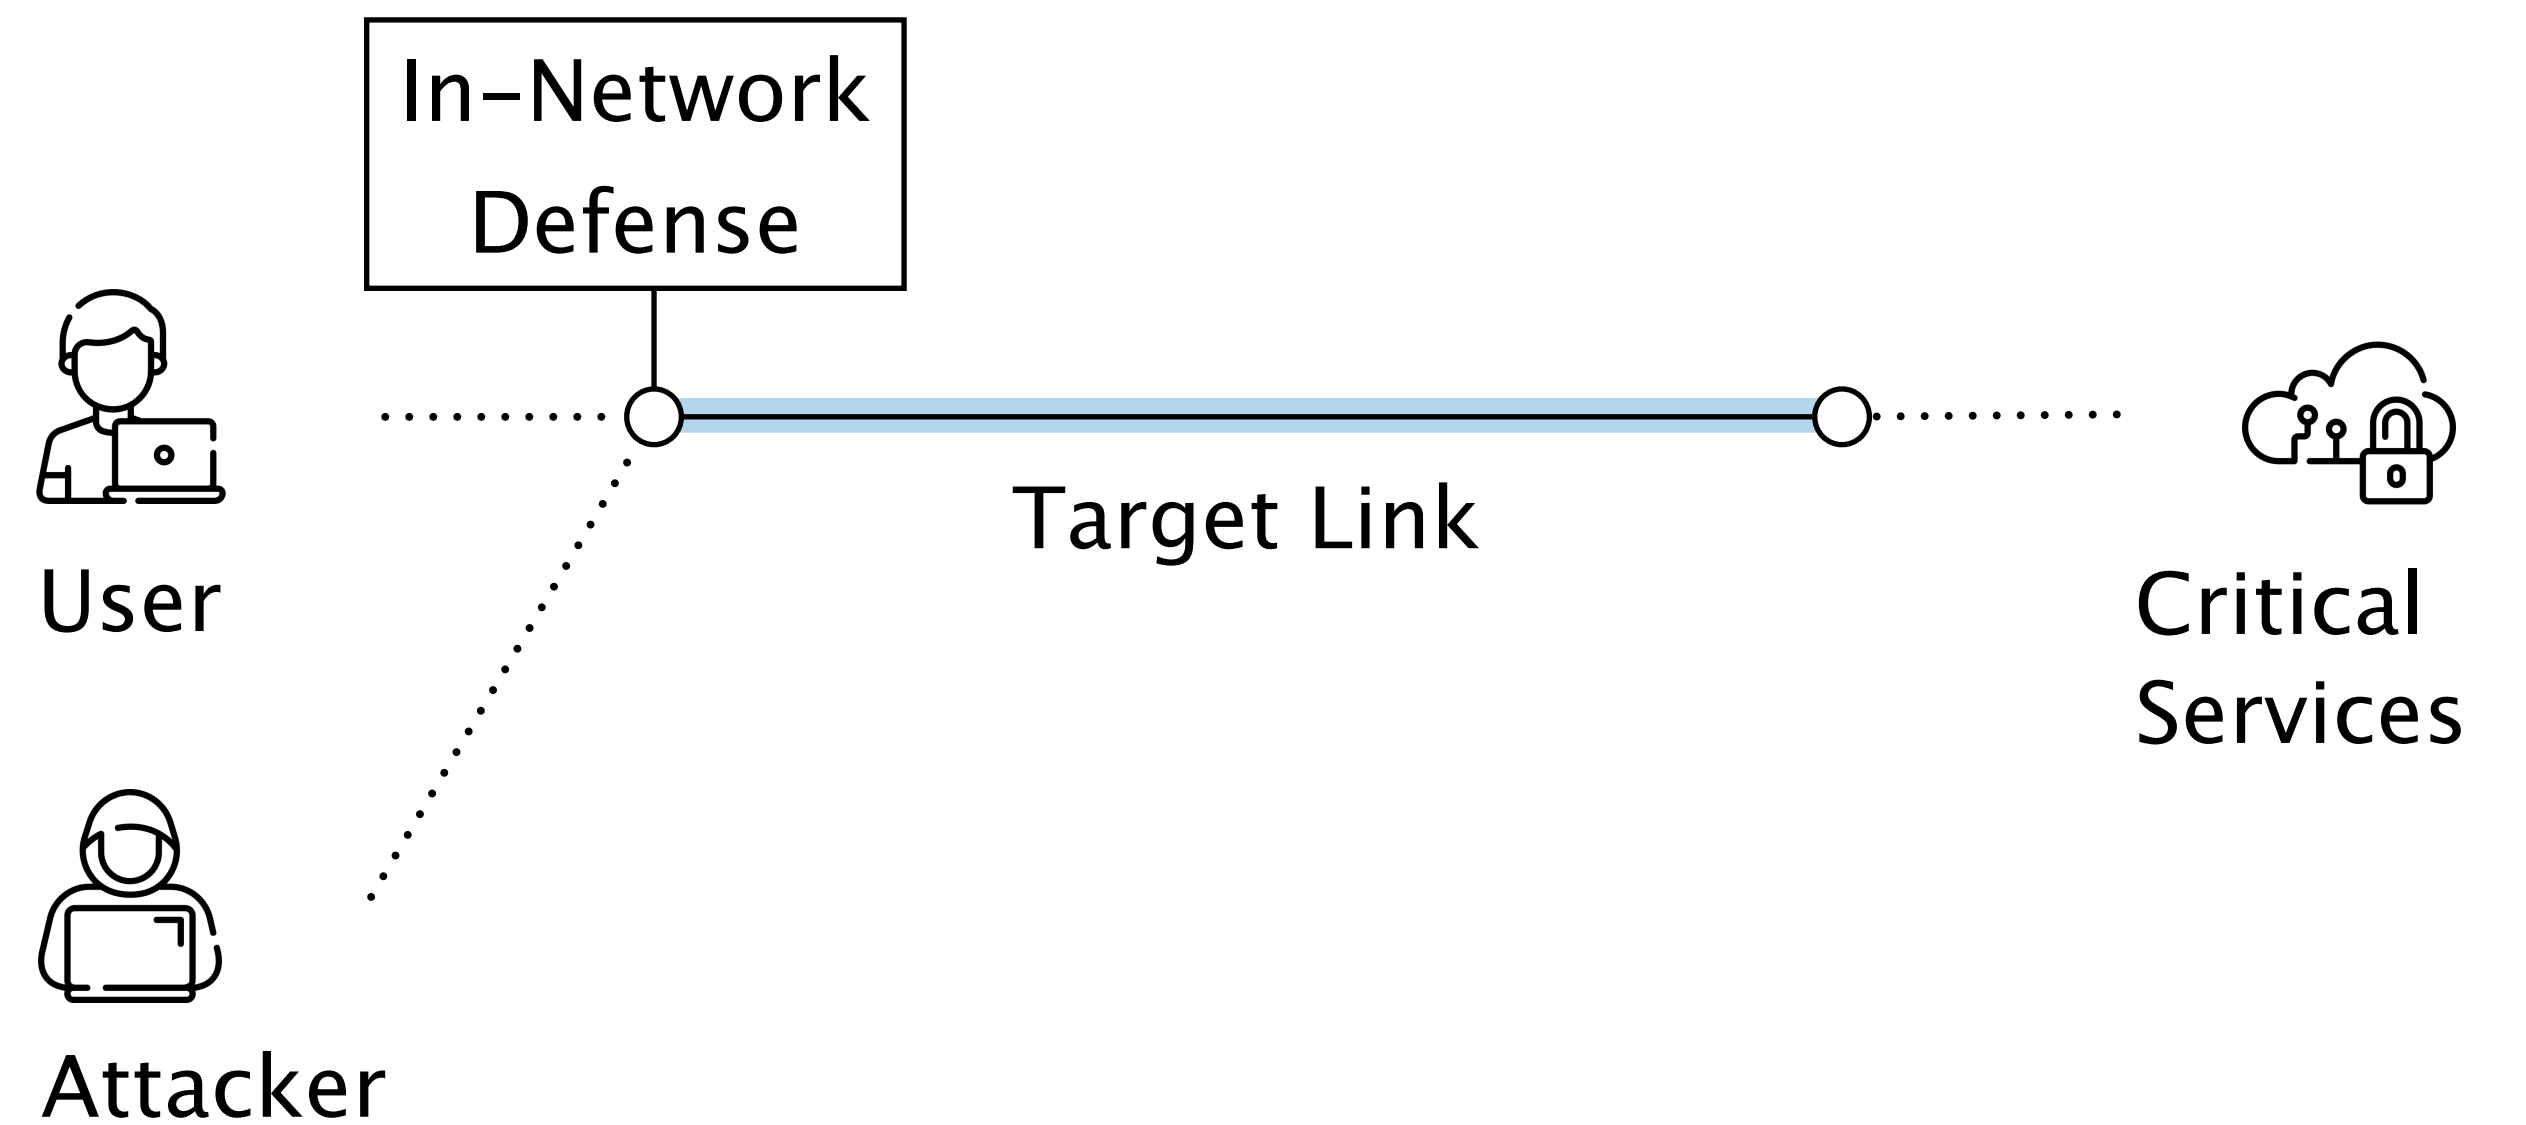 In-Network
Defense
Target Link
User
Critical
Services
Attacker